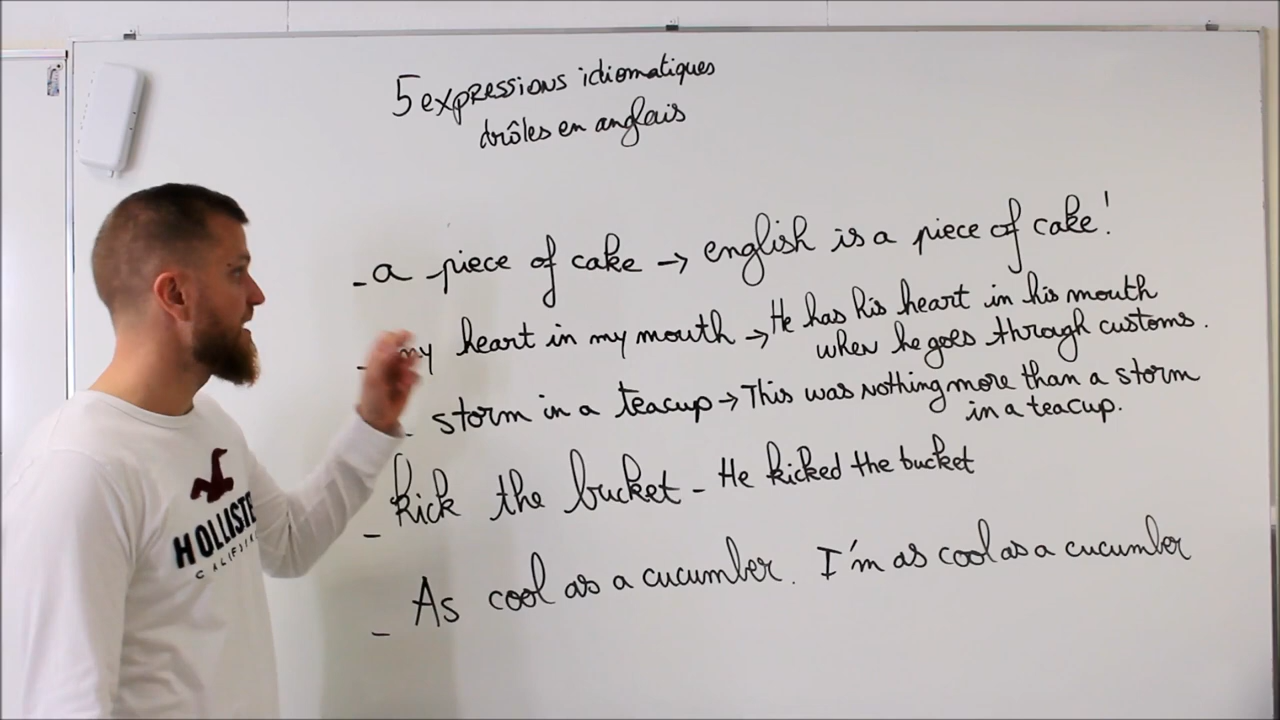 5 expressions idiomatiques
drôles en anglais
- a piece of cake → english is a piece of cake!
- my heart in my mouth → He has his heart in his mouth
when he goes through customs.
- storm in a teacup → This was nothing more than a storm
in a teacup.
- kick the bucket - He kicked the bucket
- As cool as a cucumber. I'm as cool as a cucumber
HOLLISTE
CALIFORN